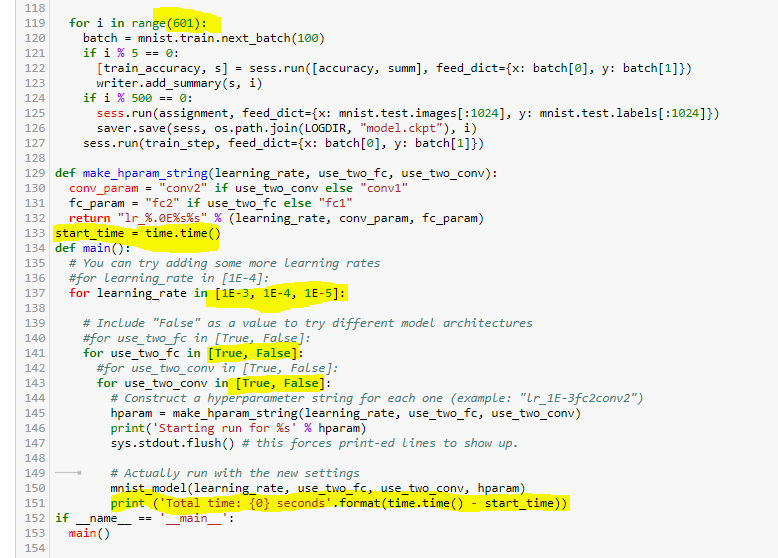 118
119 for i in range(601):
120 batch = mnist.train.next_batch(100)
121 if i % 5 == 0:
122 [train_accuracy, s] = sess.run([accuracy, summ], feed_dict={x: batch[0], y: batch[1]})
123 writer.add_summary(s, i)
124 if i % 500 == 0:
125 sess.run(assignment, feed_dict={x: mnist.test.images[:1024], y: mnist.test.labels[:1024]})
126 saver.save(sess, os.path.join(LOGDIR, "model.ckpt"), i)
127 sess.run(train_step, feed_dict={x: batch[0], y: batch[1]})
128
129 def make_hparam_string(learning_rate, use_two_fc, use_two_conv):
130 conv_param = "conv2" if use_two_conv else "conv1"
131 fc_param = "fc2" if use_two_fc else "fc1"
132 return "lr_%.0E%s%s" % (learning_rate, conv_param, fc_param)
133 start_time = time.time()
134 def main():
135 # You can try adding some more learning rates
136 #for learning_rate in [1E-4]:
137 for learning_rate in [1E-3, 1E-4, 1E-5]:
138
139 # Include "False" as a value to try different model architectures
140 #for use_two_fc in [True, False]:
141 for use_two_fc in [True, False]:
142 #for use_two_conv in [True, False]:
143 for use_two_conv in [True, False]:
144 # Construct a hyperparameter string for each one (example: "lr_1E-3fc2conv2")
145 hparam = make_hparam_string(learning_rate, use_two_fc, use_two_conv)
146 print('Starting run for %s' % hparam)
147 sys.stdout.flush() # this forces print-ed lines to show up.
148
149 # Actually run with the new settings
150 mnist_model(learning_rate, use_two_fc, use_two_conv, hparam)
151 print ('Total time: {0} seconds'.format(time.time() - start_time))
152 if __name__ == '__main__':
153 main()
154